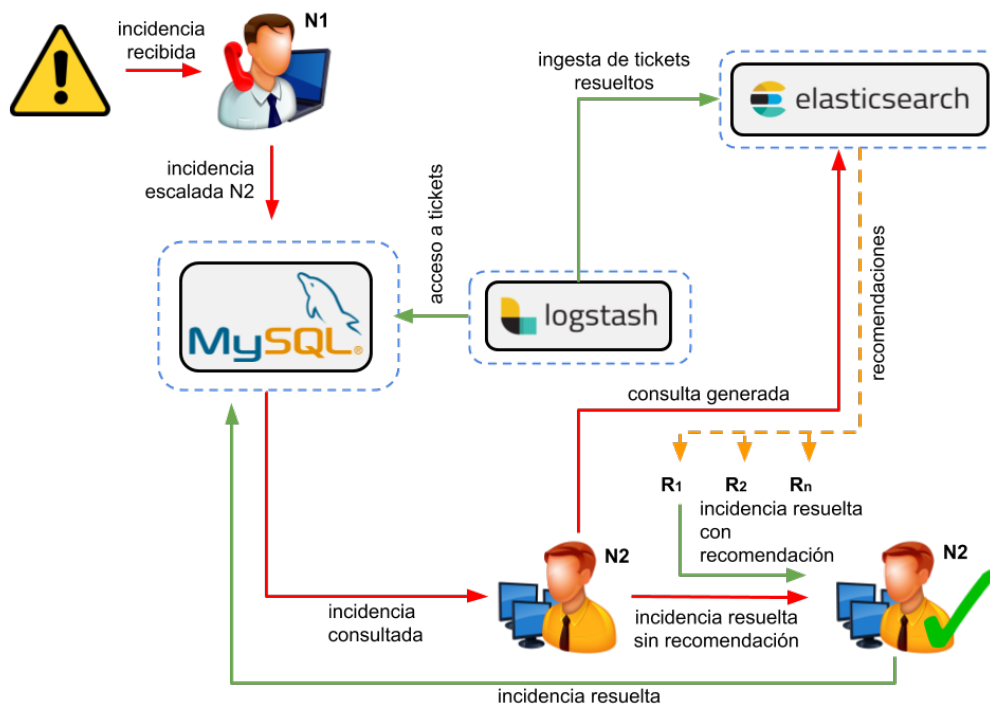 N1
incidencia
recibida
ingesta de tickets
resueltos
elasticsearch
incidencia
escalada N2
acceso a tickets
recomendaciones
MySQL®
logstash
consulta generada
R1
R2
Rn
incidencia resuelta
con
recomendación
N2
N2
incidencia
consultada
incidencia resuelta
sin recomendación
incidencia resuelta